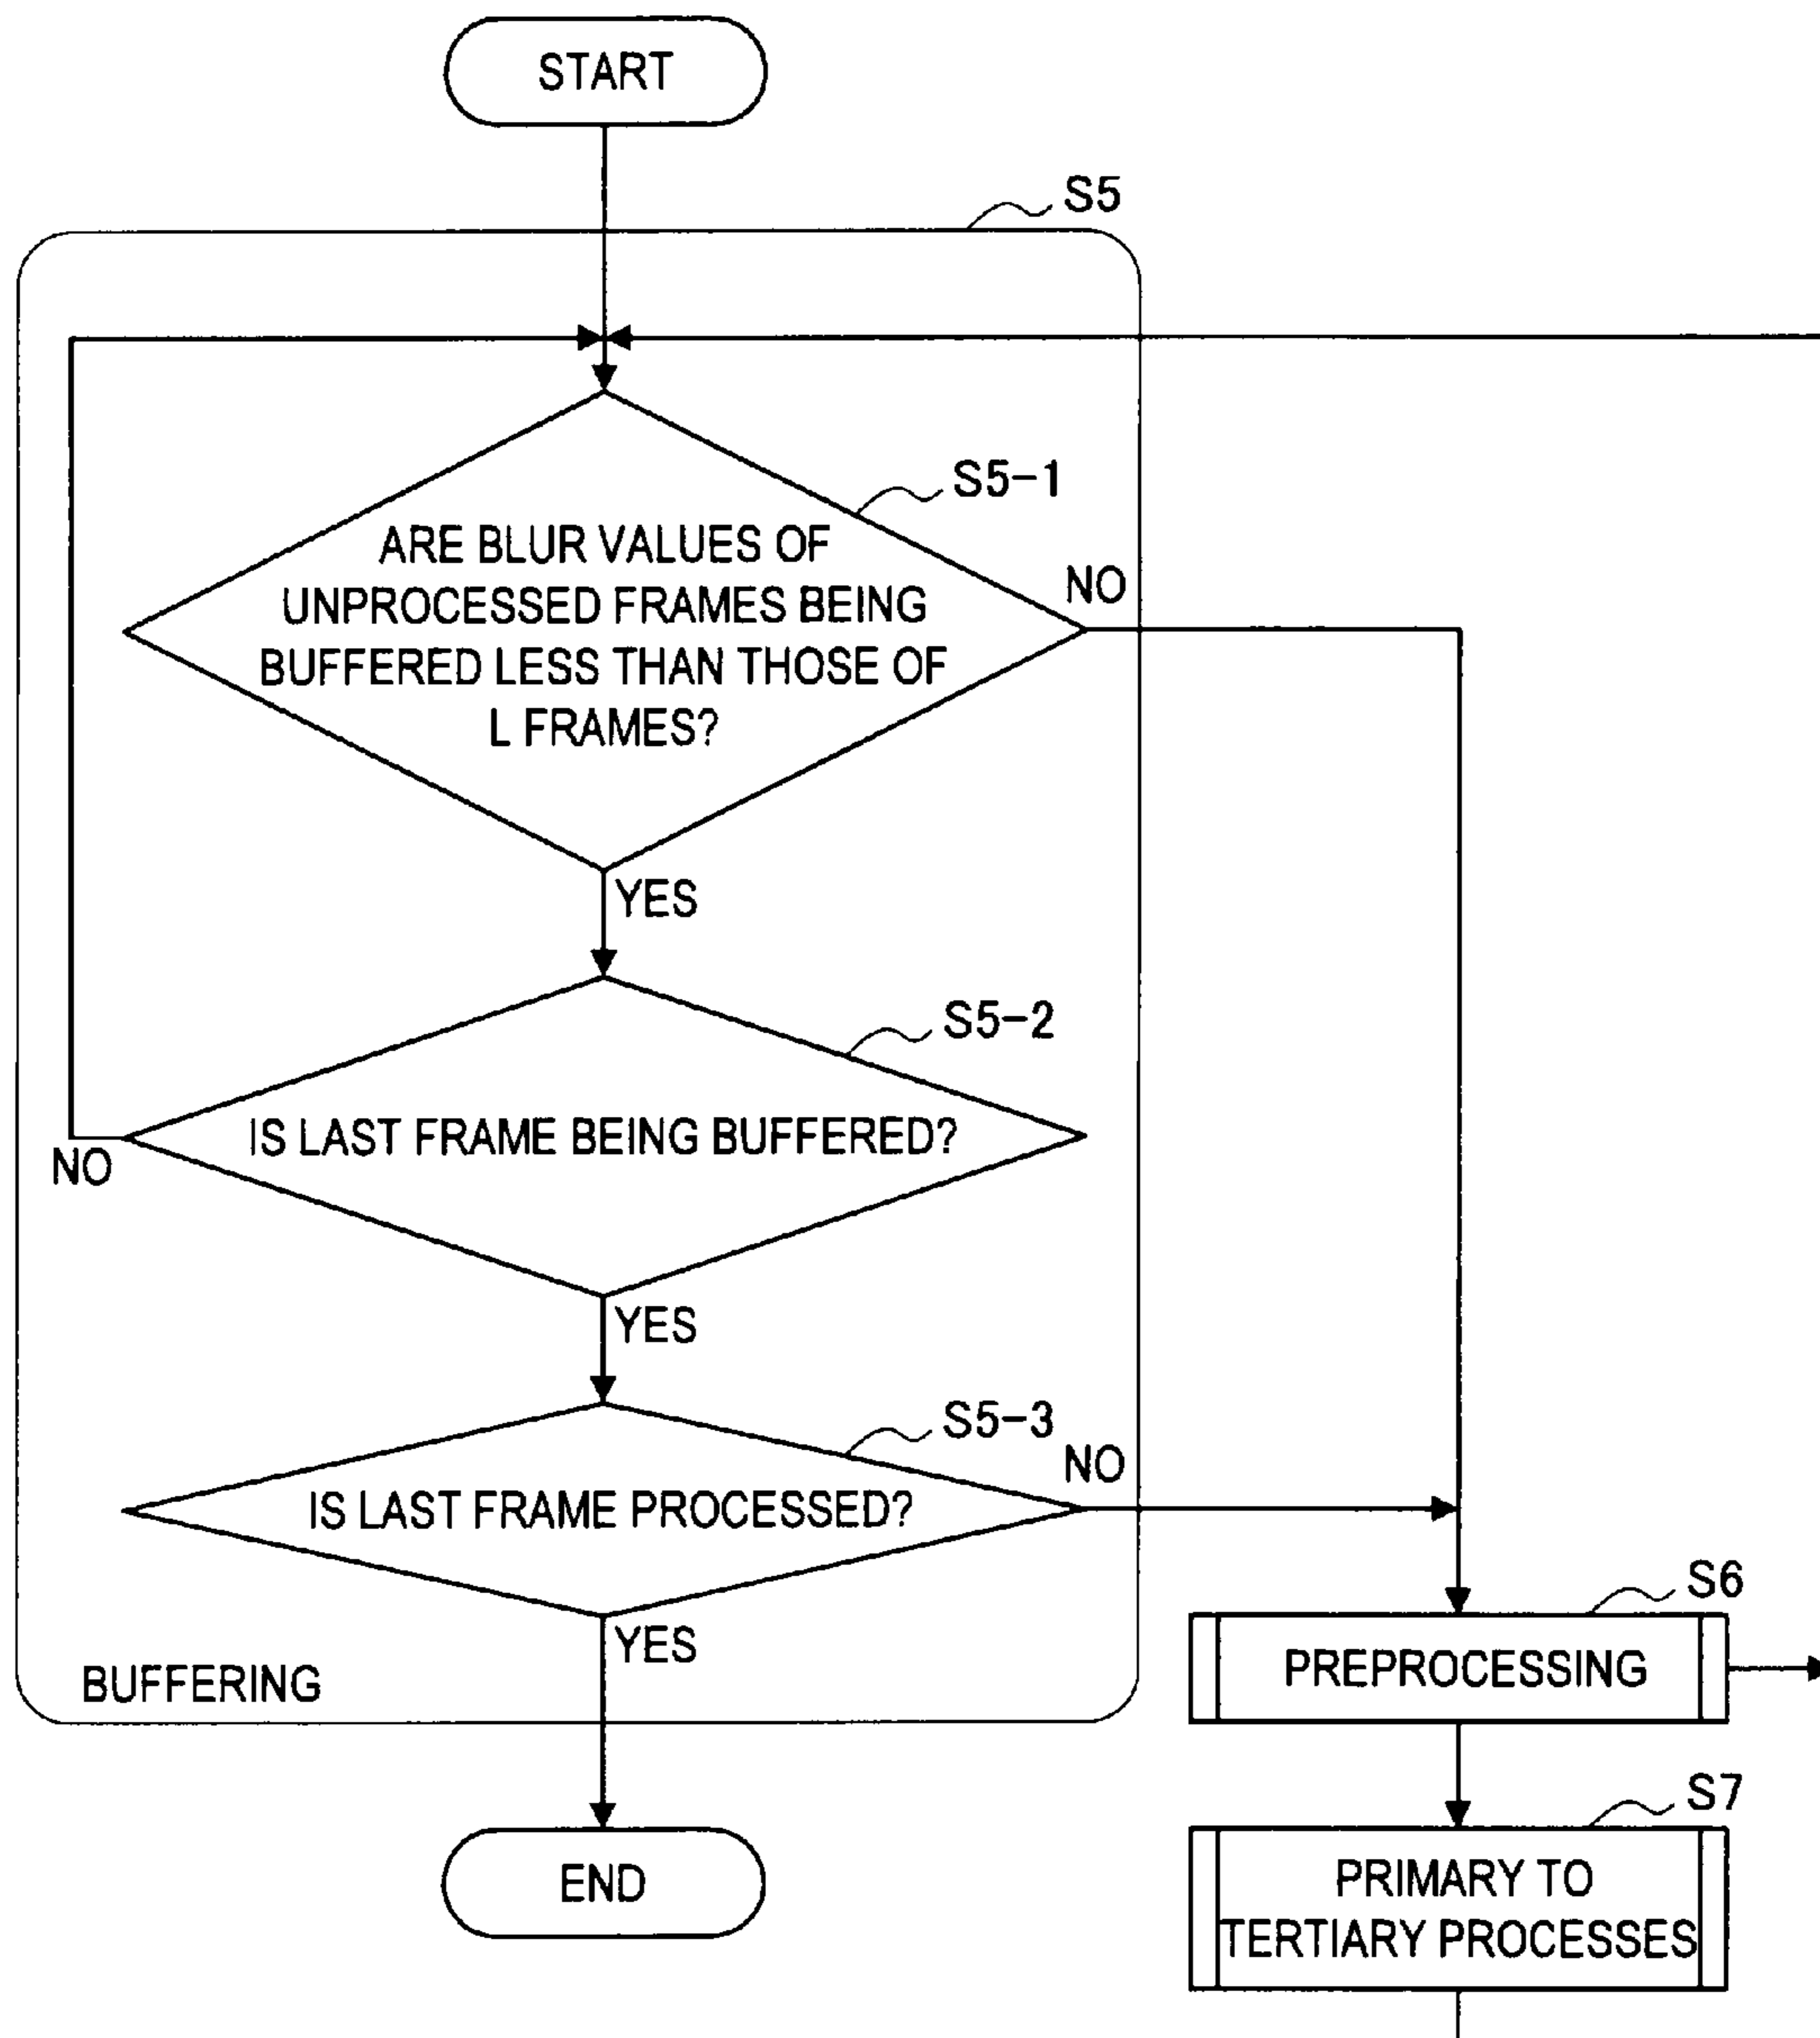 START
S5
S5-1
ARE BLUR VALUES OF
UNPROCESSED FRAMES BEING
BUFFERED LESS THAN THOSE OF
L FRAMES?
NO
YES
S5-2
IS LAST FRAME BEING BUFFERED?
NO
YES
S5-3
IS LAST FRAME PROCESSED?
NO
YES
BUFFERING
S6
PREPROCESSING
S7
PRIMARY TO
TERTIARY PROCESSES
END